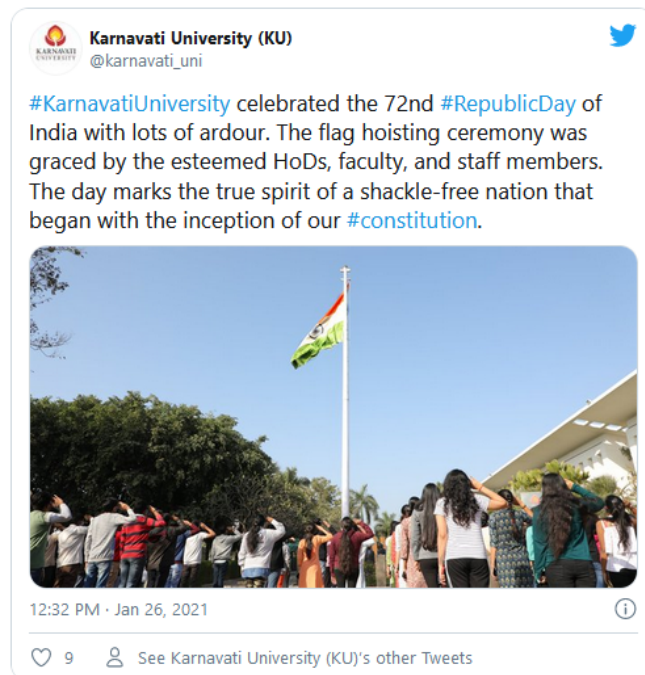 KARNAVATI
UNIVERSITY
Karnavati University (KU)
@karnavati_uni
#KarnavatiUniversity celebrated the 72nd #RepublicDay of
India with lots of ardour. The flag hoisting ceremony was
graced by the esteemed HoDs, faculty, and staff members.
The day marks the true spirit of a shackle-free nation that
began with the inception of our #constitution.
12:32 PM · Jan 26, 2021
9
See Karnavati University (KU)'s other Tweets